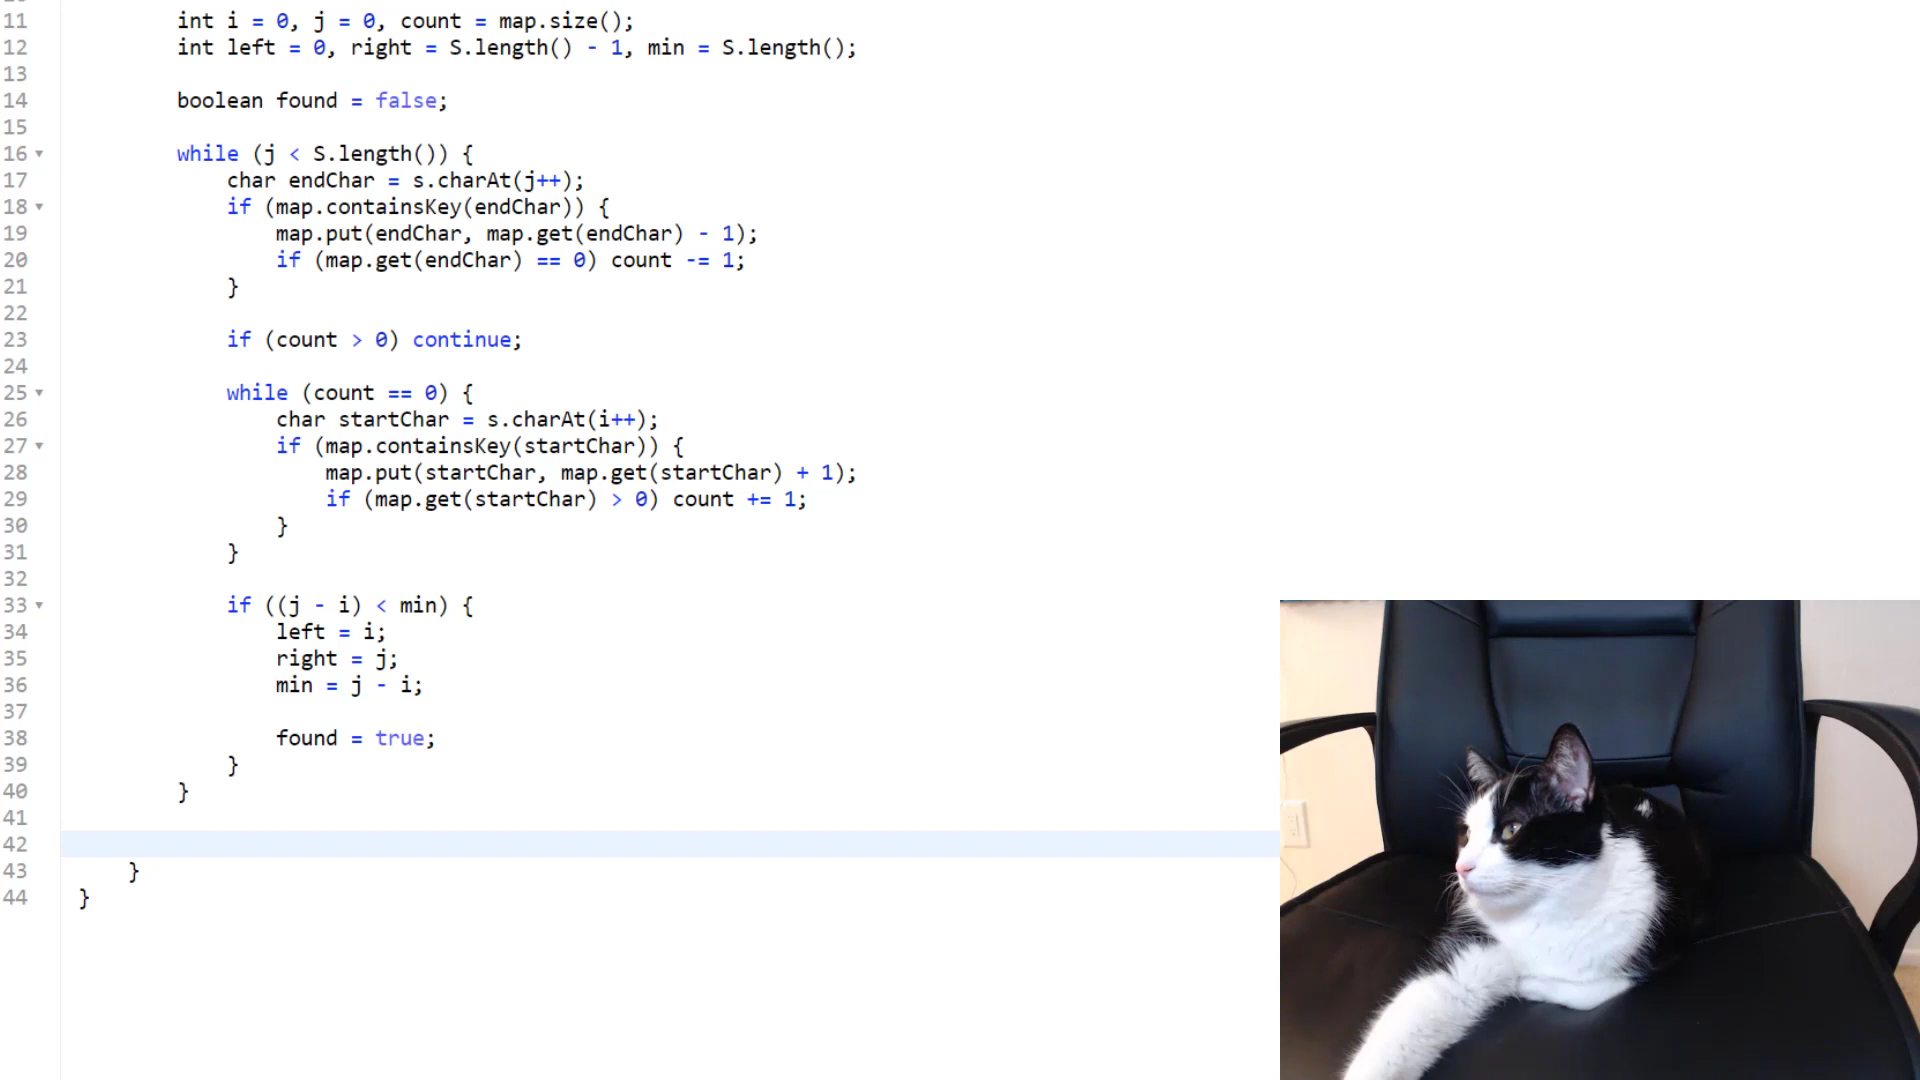 11 int i = 0, j = 0, count = map.size();
12 int left = 0, right = S.length() - 1, min = S.length();
13
14 boolean found = false;
15
16 while (j < S.length()) {
17 char endChar = s.charAt(j++);
18 if (map.containsKey(endChar)) {
19 map.put(endChar, map.get(endChar) - 1);
20 if (map.get(endChar) == 0) count -= 1;
21 }
22
23 if (count > 0) continue;
24
25 while (count == 0) {
26 char startChar = s.charAt(i++);
27 if (map.containsKey(startChar)) {
28 map.put(startChar, map.get(startChar) + 1);
29 if (map.get(startChar) > 0) count += 1;
30 }
31 }
32
33 if ((j - i) < min) {
34 left = i;
35 right = j;
36 min = j - i;
37
38 found = true;
39 }
40 }
41
42
43 }
44 }